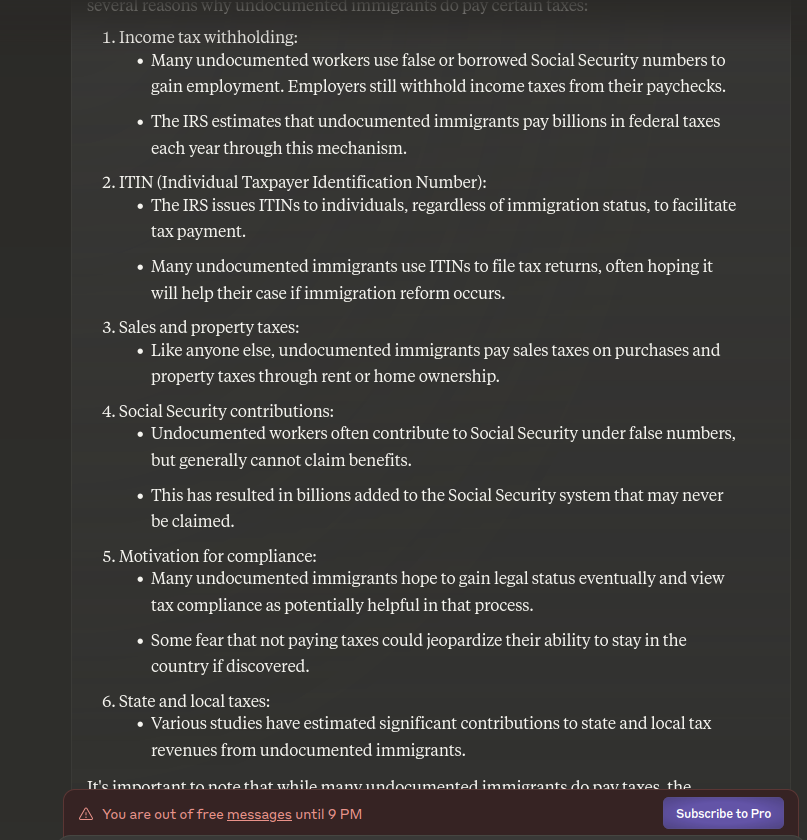 several reasons why undocumented immigrants do pay certain taxes:
1. Income tax withholding:
• Many undocumented workers use false or borrowed Social Security numbers to
gain employment. Employers still withhold income taxes from their paychecks.
• The IRS estimates that undocumented immigrants pay billions in federal taxes
each year through this mechanism.
2. ITIN (Individual Taxpayer Identification Number):
• The IRS issues ITINs to individuals, regardless of immigration status, to facilitate
tax payment.
• Many undocumented immigrants use ITINs to file tax returns, often hoping it
will help their case if immigration reform occurs.
3. Sales and property taxes:
• Like anyone else, undocumented immigrants pay sales taxes on purchases and
property taxes through rent or home ownership.
4. Social Security contributions:
• Undocumented workers often contribute to Social Security under false numbers,
but generally cannot claim benefits.
• This has resulted in billions added to the Social Security system that may never
be claimed.
5. Motivation for compliance:
• Many undocumented immigrants hope to gain legal status eventually and view
tax compliance as potentially helpful in that process.
• Some fear that not paying taxes could jeopardize their ability to stay in the
country if discovered.
6. State and local taxes:
• Various studies have estimated significant contributions to state and local tax
revenues from undocumented immigrants.
It's important to note that while many undocumented immigrants do pay taxes, the
You are out of free messages until 9 PM
Subscribe to Pro